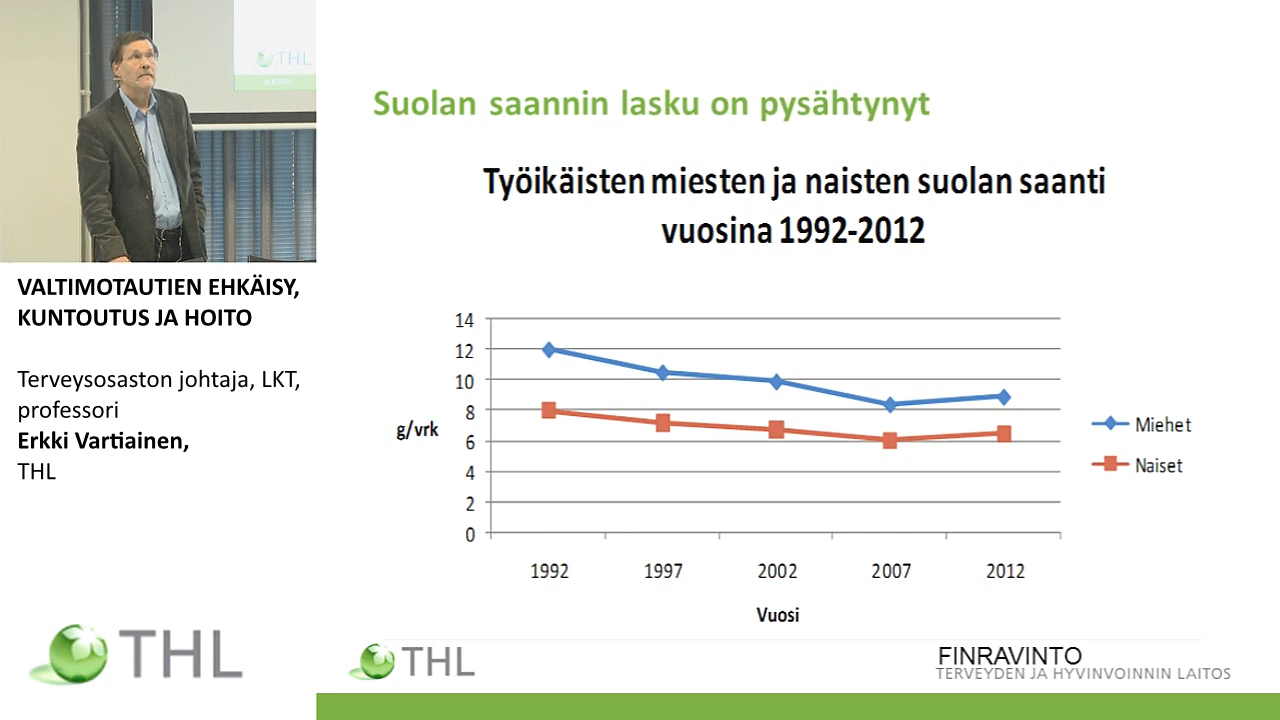 THL
VALTIMOTAUTIEN EHKÄISY,
KUNTOUTUS JA HOITO
Terveysosaston johtaja, LKT,
professori
Erkki Vartiainen,
THL
THL
Suolan saannin lasku on pysähtynyt
Työikäisten miesten ja naisten suolan saanti
vuosina 1992-2012
14
12
10
8
6
4
2
0
g/vrk
1992 1997 2002 2007 2012
Vuosi
Miehet
Naiset
THL
FINRAVINTO
TERVEYDEN JA HYVINVOINNIN LAITOS